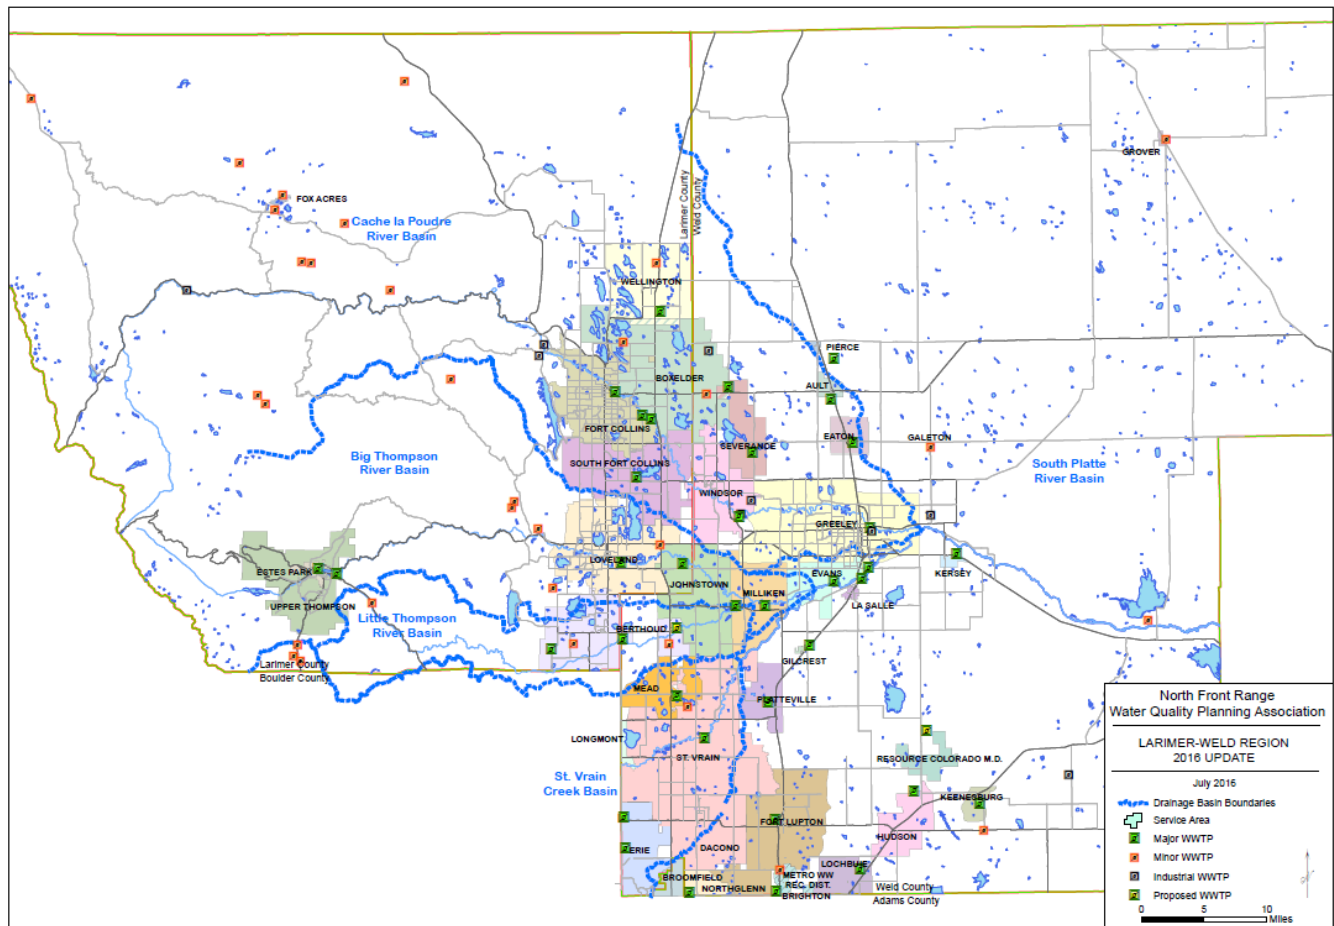 GROVER
FOX ACRES
Cache la Poudre
River Basin
Larimer County
Weld County
WELLINGTON
PIERCE
BOXELDER
AULT
FORT COLLINS
EATON
GALETON
SEVERANCE
Big Thompson
River Basin
SOUTH FORT COLLINS
South Platte
River Basin
WINDSOR
GREELEY
LOVELAND
ESTES PARK
JOHNSTOWN
EVANS
KERSEY
MILLIKEN
UPPER THOMPSON
LA SALLE
Little Thompson
River Basin
BERTHOUD
GILCREST
Larimer County
Boulder County
MEAD
PLATTEVILLE
LONGMONT
ST. VRAIN
RESOURCE COLORADO M.D.
St. Vrain
Creek Basin
KEENESBURG
FORT LUPTON
HUDSON
ERIE
DACONO
LOCHBUIE
BROOMFIELD
METRO WW
REC. DIST.
NORTHGLENN
BRIGHTON
Weld County
Adams County
North Front Range
Water Quality Planning Association
LARIMER-WELD REGION
2016 UPDATE
July 2016
Drainage Basin Boundaries
Service Area
Major WWTP
Minor WWTP
Industrial WWTP
Proposed WWTP
0 5 10
Miles